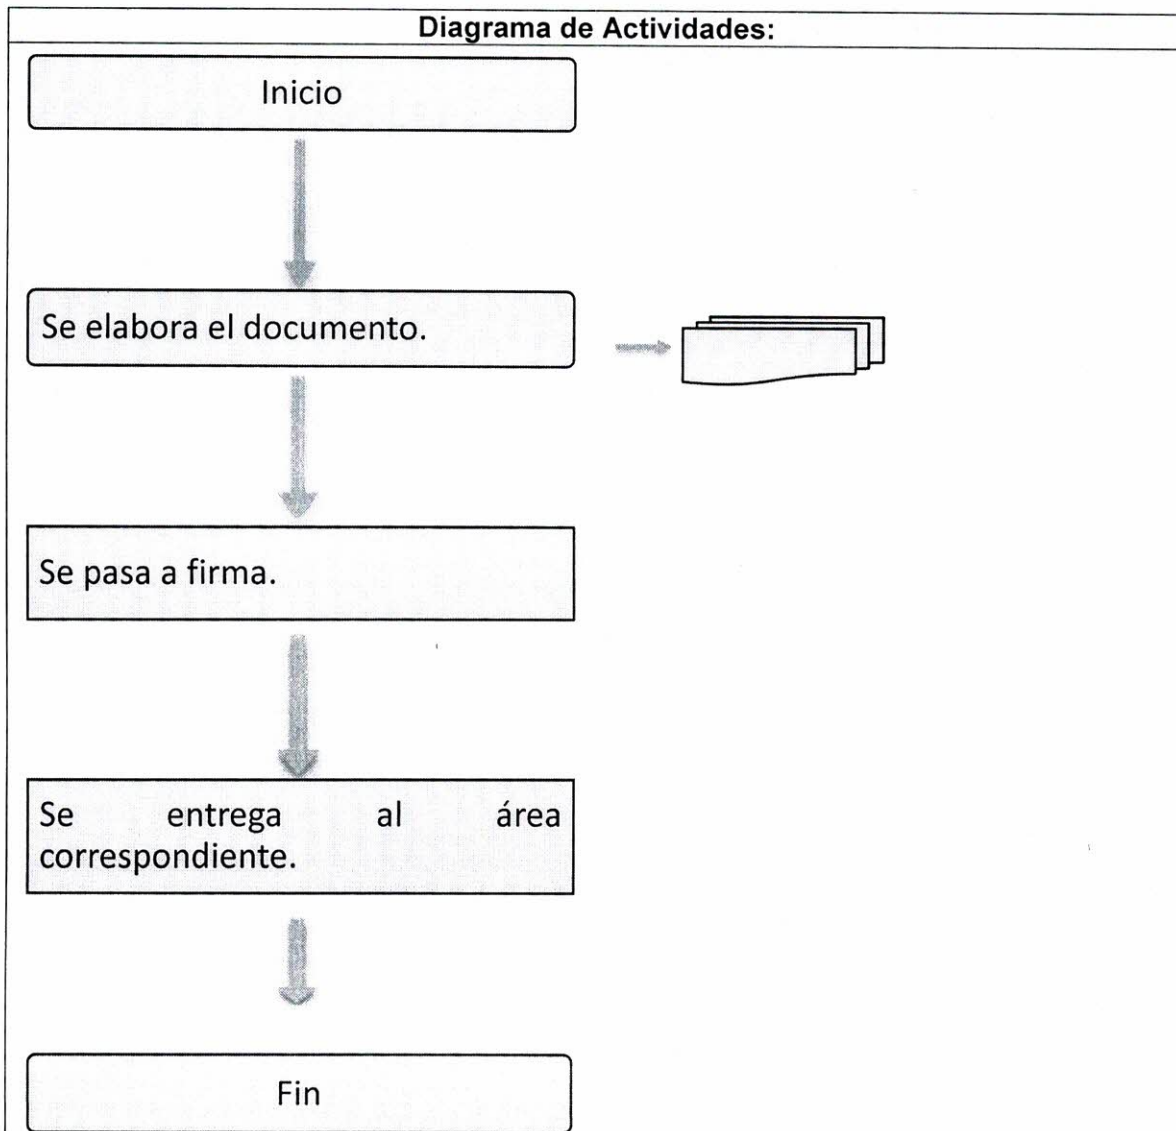 Diagrama de Actividades:
Inicio
Se elabora el documento.
Se pasa a firma.
Se entrega al área
correspondiente.
Fin